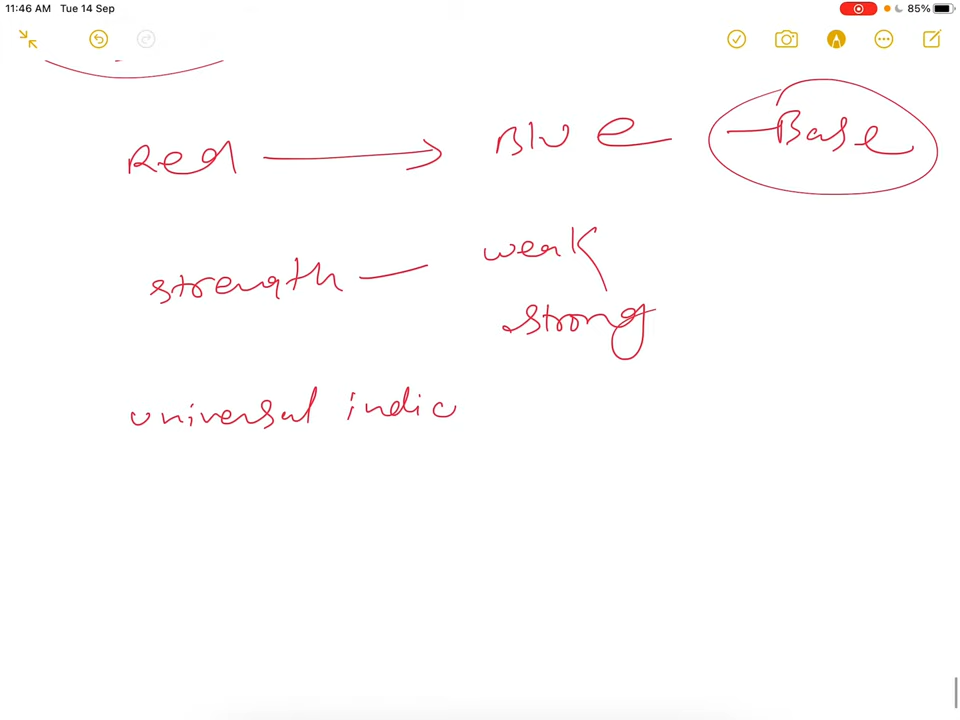 11:46 AM Tue 14 Sep 85%
Red → Blue — Base
strength — weak
strong
universal indic